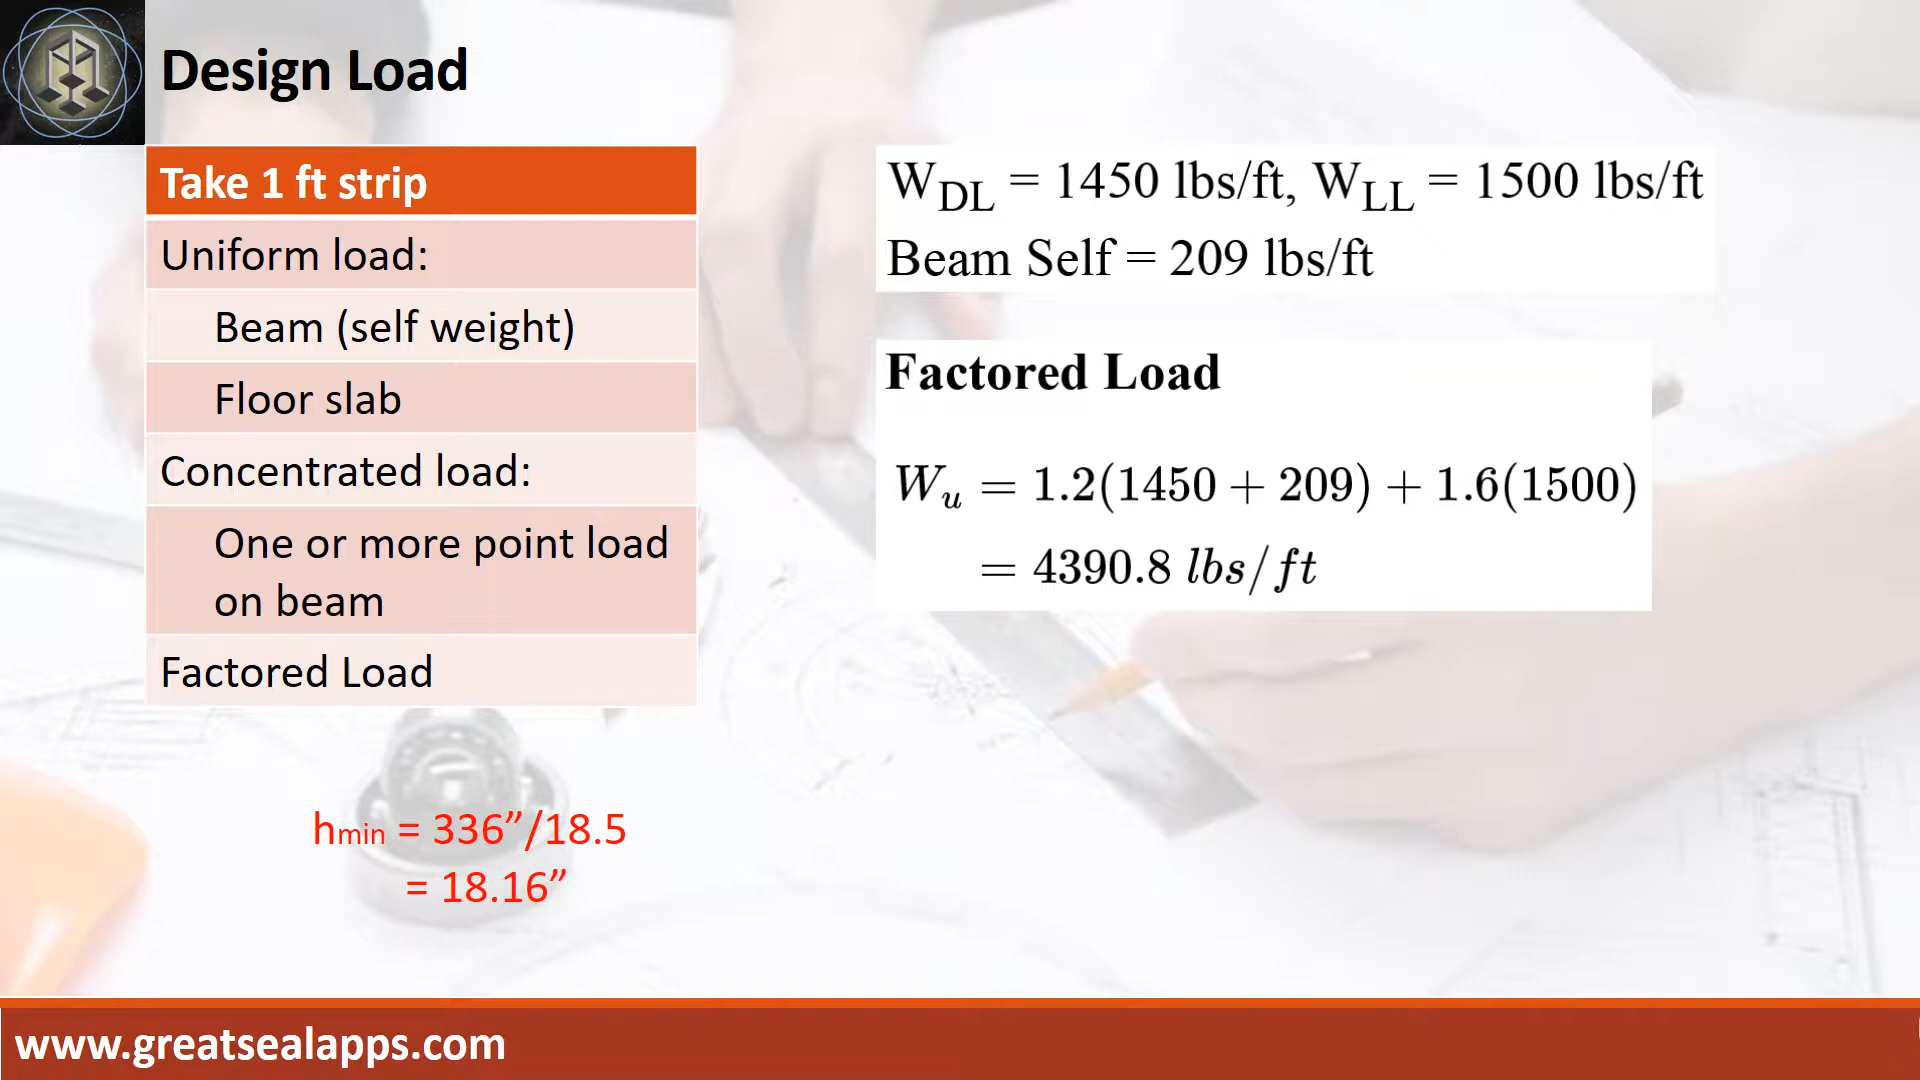 Design Load
Take 1 ft strip
Uniform load:
Beam (self weight)
Floor slab
Concentrated load:
One or more point load
on beam
Factored Load
hmin = 336”/18.5
= 18.16”
WDL = 1450 lbs/ft, WLL = 1500 lbs/ft
Beam Self = 209 lbs/ft
Factored Load
Wu = 1.2(1450 + 209) + 1.6(1500)
= 4390.8 lbs/ft
www.greatsealapps.com